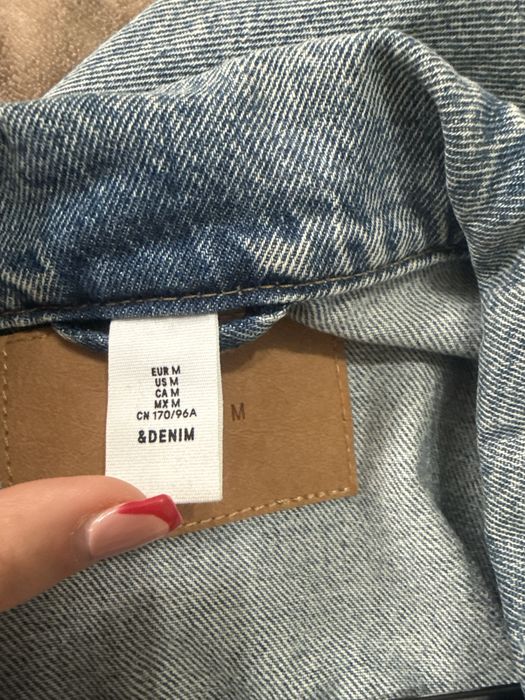 EUR M
US M
CA M
MX M
CN 170/96A
&DENIM
M